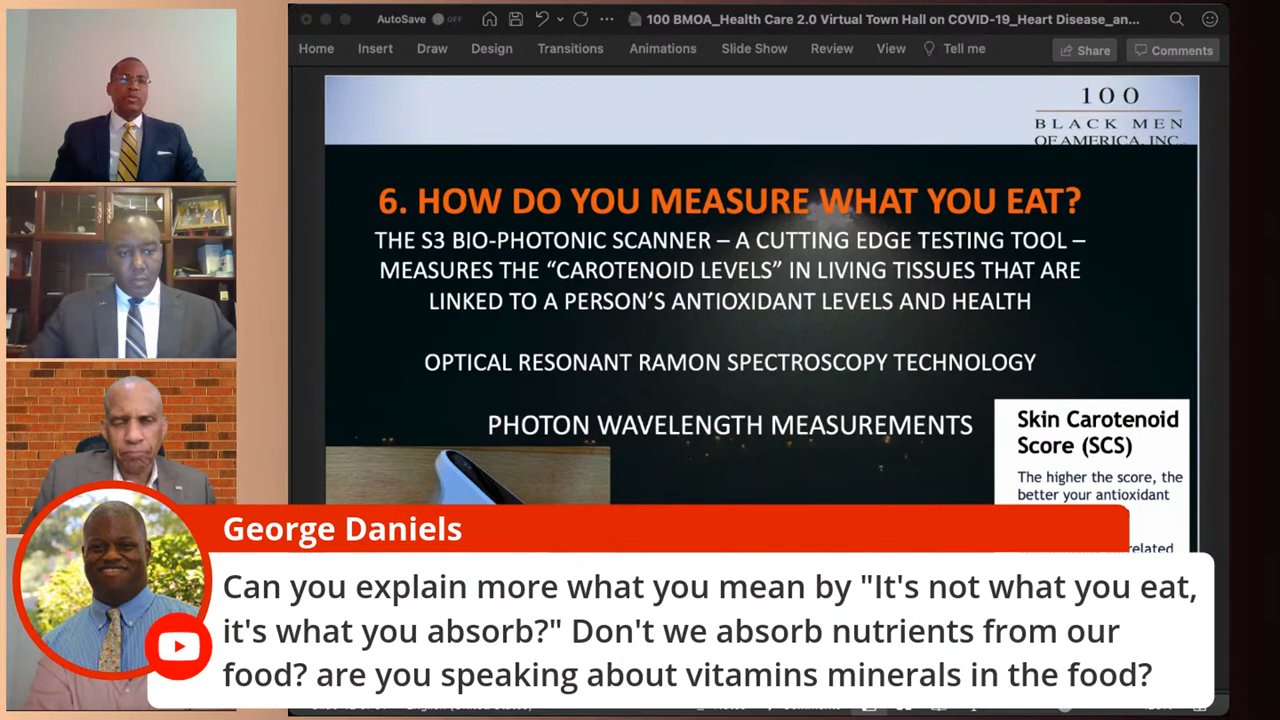 AutoSave OFF
100 BMOA_Health Care 2.0 Virtual Town Hall on COVID-19_Heart Disease_an...
Home Insert Draw Design Transitions Animations Slide Show Review View Tell me Share Comments
100
BLACK MEN
OF AMERICA, INC.
6. HOW DO YOU MEASURE WHAT YOU EAT?
THE S3 BIO-PHOTONIC SCANNER – A CUTTING EDGE TESTING TOOL –
MEASURES THE “CAROTENOID LEVELS” IN LIVING TISSUES THAT ARE
LINKED TO A PERSON’S ANTIOXIDANT LEVELS AND HEALTH
OPTICAL RESONANT RAMON SPECTROSCOPY TECHNOLOGY
PHOTON WAVELENGTH MEASUREMENTS
Skin Carotenoid
Score (SCS)
The higher the score, the
better your antioxidant
related
George Daniels
Can you explain more what you mean by "It's not what you eat,
it's what you absorb?" Don't we absorb nutrients from our
food? are you speaking about vitamins minerals in the food?